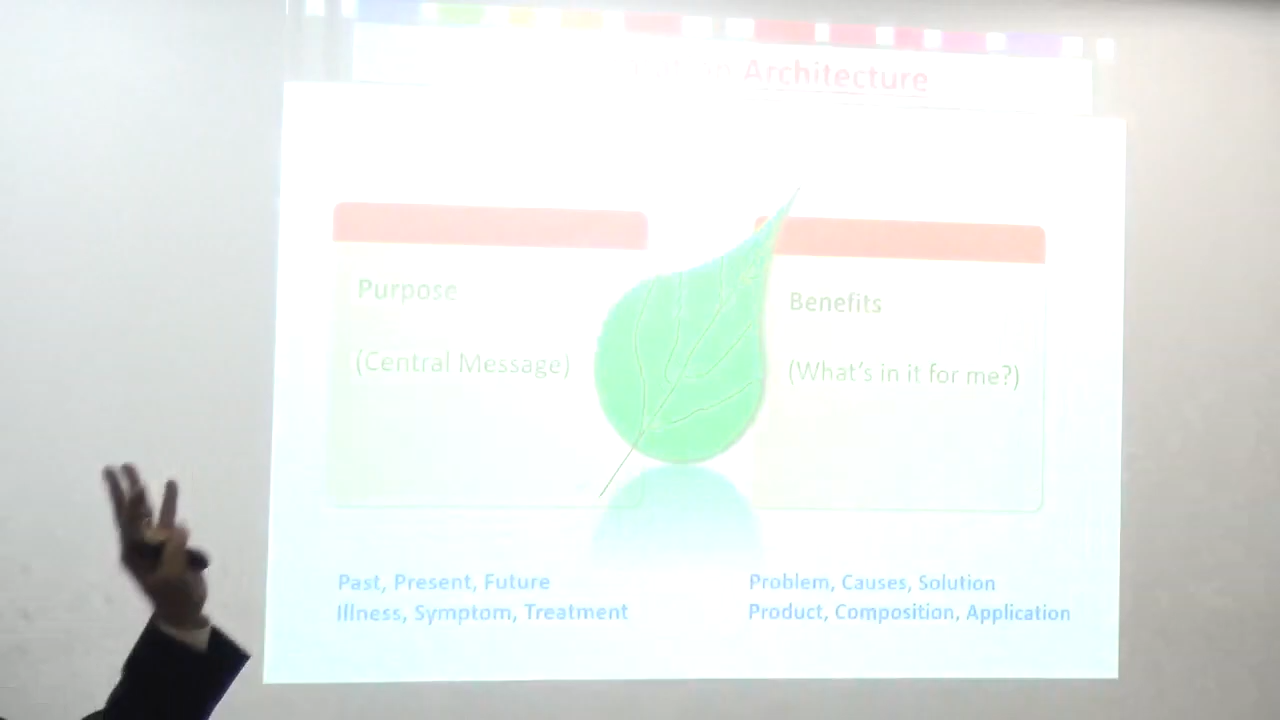 Architecture
Purpose
(Central Message)
Benefits
(What's in it for me?)
Past, Present, Future
Illness, Symptom, Treatment
Problem, Causes, Solution
Product, Composition, Application